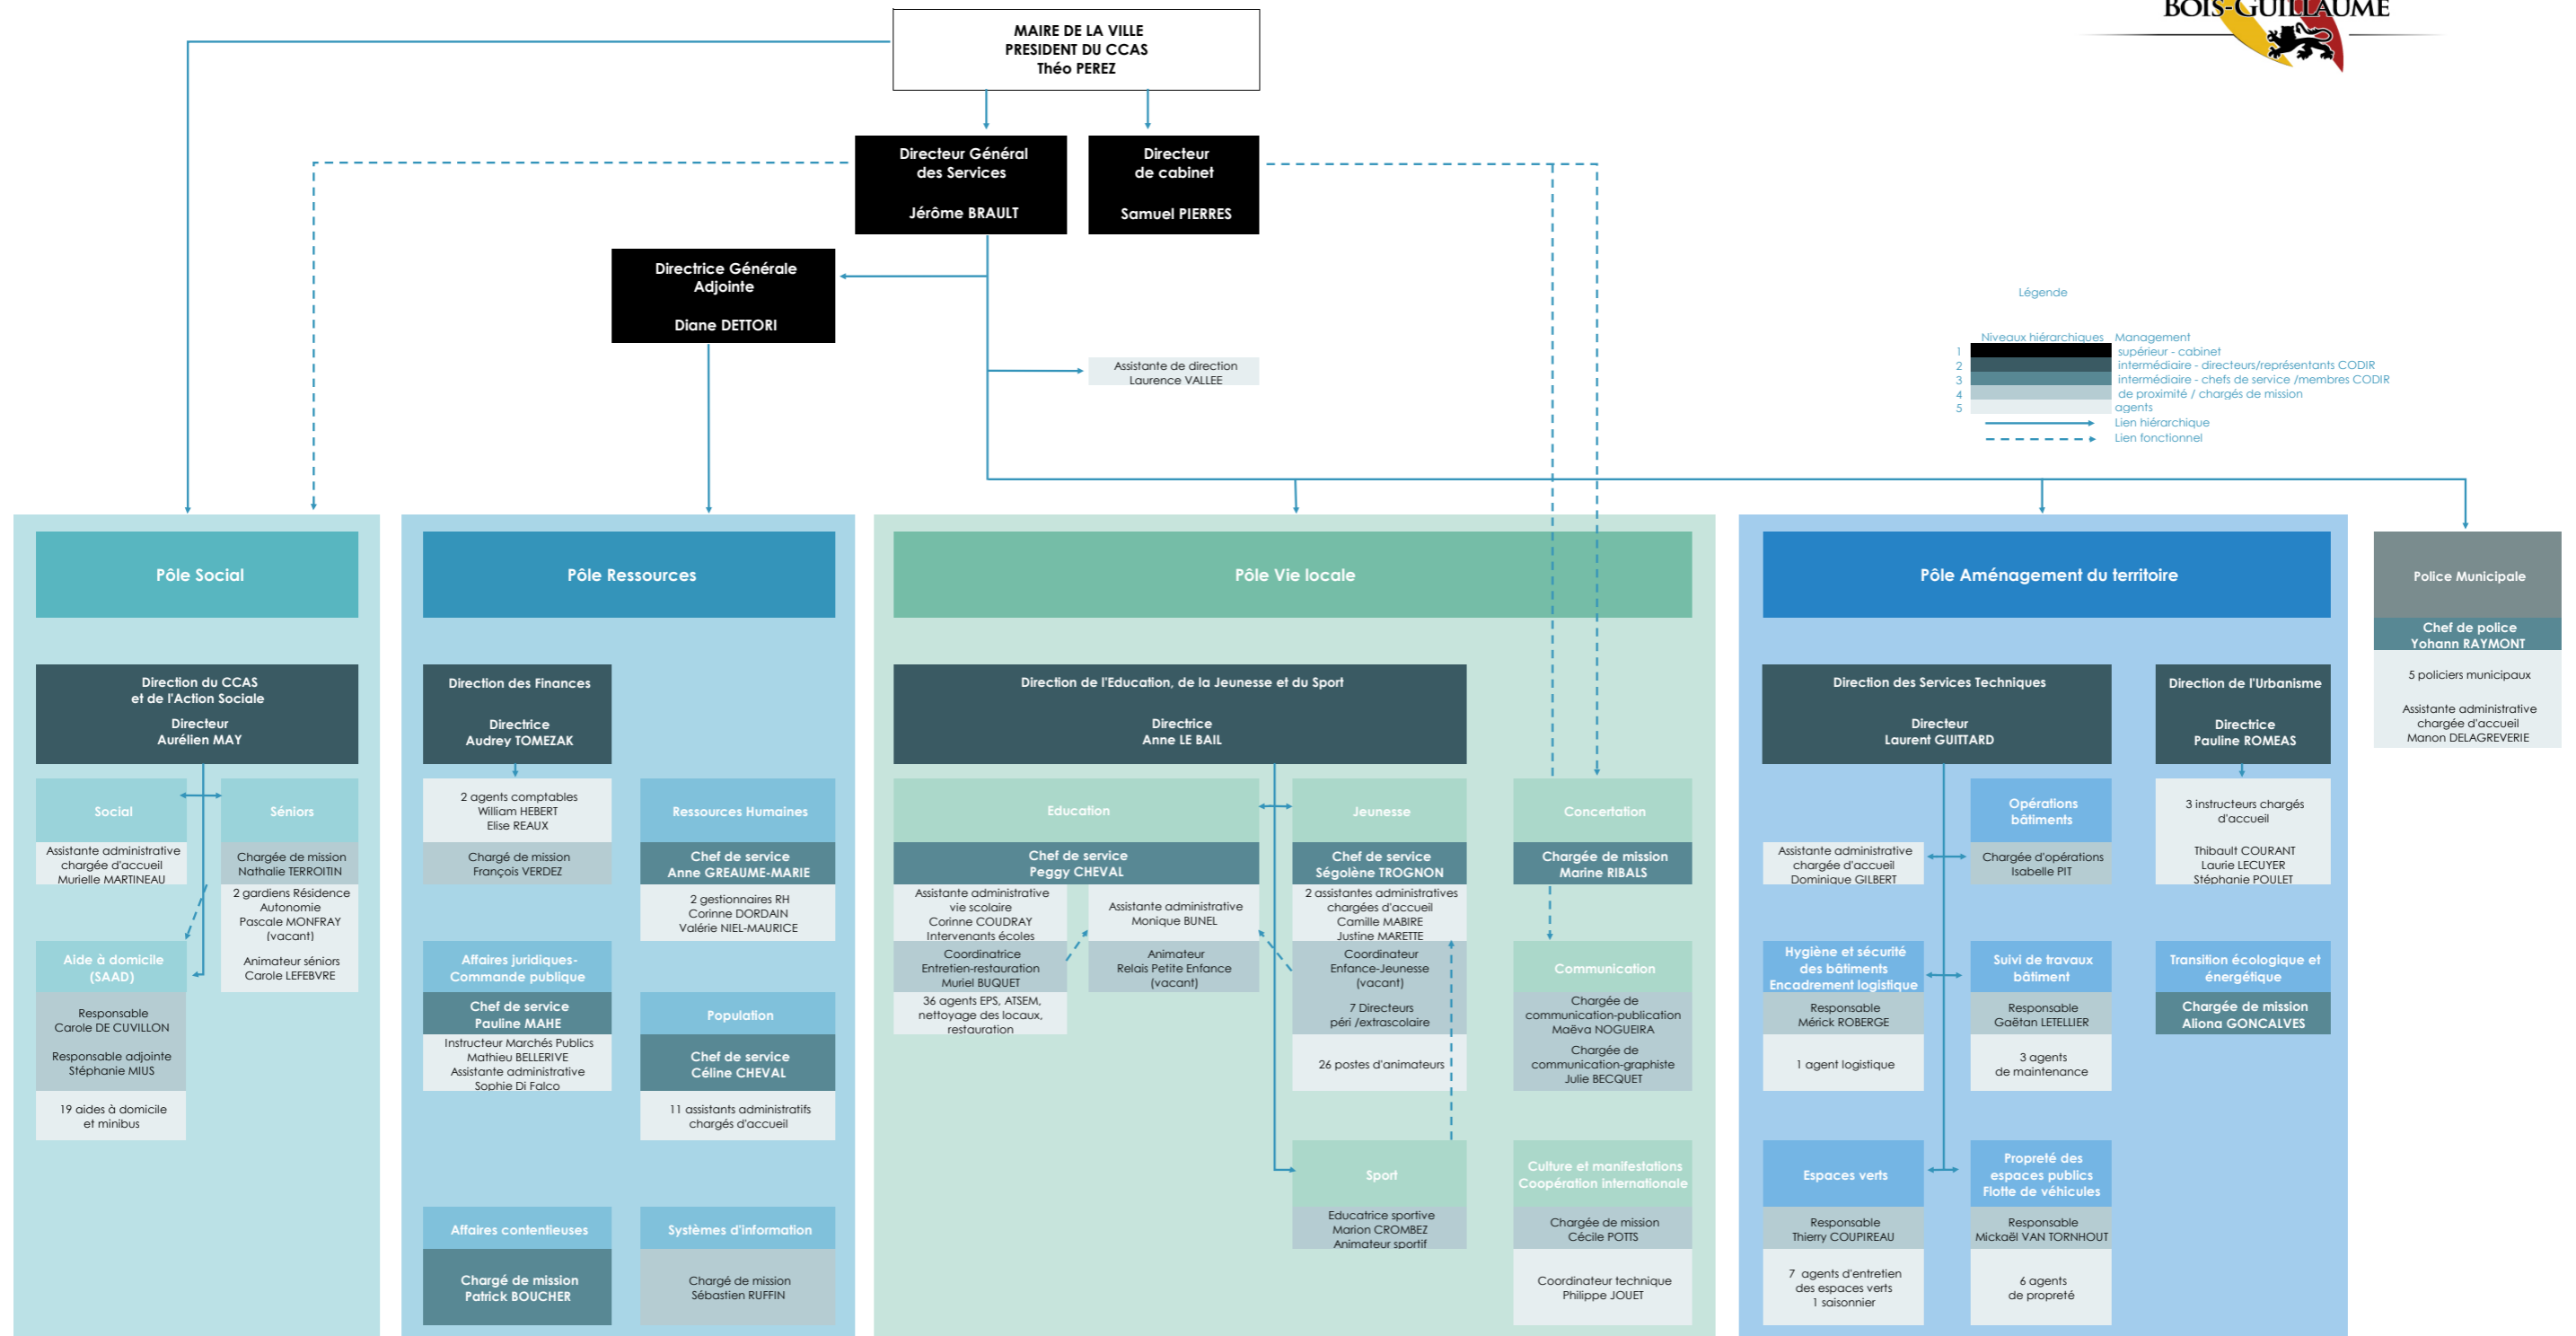 BOIS-GUILLAUME
MAIRE DE LA VILLE
PRESIDENT DU CCAS
Théo PEREZ
Directeur Général
des Services
Jérôme BRAULT
Directeur
de cabinet
Samuel PIERRES
Directrice Générale
Adjointe
Diane DETTORI
Assistante de direction
Laurence VALLEE
Légende
Niveaux hiérarchiques Management
1 supérieur - cabinet
2 intermédiaire - directeurs/représentants CODIR
3 intermédiaire - chefs de service /membres CODIR
4 de proximité / chargés de mission
5 agents
Lien hiérarchique
Lien fonctionnel
Pôle Social
Direction du CCAS
et de l'Action Sociale
Directeur
Aurélien MAY
Social
Assistante administrative
chargée d'accueil
Murielle MARTINEAU
Séniors
Chargée de mission
Nathalie TERROITIN
2 gardiens Résidence
Autonomie
Pascale MONFRAY
(vacant)
Animateur séniors
Carole LEFEBVRE
Aide à domicile
(SAAD)
Responsable
Carole DE CUVILLON
Responsable adjointe
Stéphanie MIUS
19 aides à domicile
et minibus
Pôle Ressources
Direction des Finances
Directrice
Audrey TOMEZAK
2 agents comptables
William HEBERT
Elise REAUX
Chargé de mission
François VERDEZ
Ressources Humaines
Chef de service
Anne GREAUME-MARIE
2 gestionnaires RH
Corinne DORDAIN
Valérie NIEL-MAURICE
Affaires juridiques-
Commande publique
Chef de service
Pauline MAHE
Instructeur Marchés Publics
Mathieu BELLERIVE
Assistante administrative
Sophie Di Falco
Population
Chef de service
Céline CHEVAL
11 assistants administratifs
chargés d'accueil
Affaires contentieuses
Chargé de mission
Patrick BOUCHER
Systèmes d'information
Chargé de mission
Sébastien RUFFIN
Pôle Vie locale
Direction de l'Education, de la Jeunesse et du Sport
Directrice
Anne LE BAIL
Education
Chef de service
Peggy CHEVAL
Assistante administrative
vie scolaire
Corinne COUDRAY
Intervenants écoles
Coordinatrice
Entretien-restauration
Muriel BUQUET
36 agents EPS, ATSEM,
nettoyage des locaux,
restauration
Assistante administrative
Monique BUNEL
Animateur
Relais Petite Enfance
(vacant)
Jeunesse
Chef de service
Ségolène TROGNON
2 assistantes administratives
chargées d'accueil
Camille MABIRE
Justine MARETTE
Coordinateur
Enfance-Jeunesse
(vacant)
7 Directeurs
péri /extrascolaire
26 postes d'animateurs
Sport
Educatrice sportive
Marion CROMBEZ
Animateur sportif
Concertation
Chargée de mission
Marine RIBALS
Communication
Chargée de
communication-publication
Maëva NOGUEIRA
Chargée de
communication-graphiste
Julie BECQUET
Culture et manifestations
Coopération internationale
Chargée de mission
Cécile POTTS
Coordinateur technique
Philippe JOUET
Pôle Aménagement du territoire
Direction des Services Techniques
Directeur
Laurent GUITTARD
Assistante administrative
chargée d'accueil
Dominique GILBERT
Opérations
bâtiments
Chargée d'opérations
Isabelle PIT
Hygiène et sécurité
des bâtiments
Encadrement logistique
Responsable
Mérick ROBERGE
1 agent logistique
Suivi de travaux
bâtiment
Responsable
Gaëtan LETELLIER
3 agents
de maintenance
Espaces verts
Responsable
Thierry COUPIREAU
7 agents d'entretien
des espaces verts
1 saisonnier
Propreté des
espaces publics
Flotte de véhicules
Responsable
Mickaël VAN TORNHOUT
6 agents
de propreté
Direction de l'Urbanisme
Directrice
Pauline ROMEAS
3 instructeurs chargés
d'accueil
Thibault COURANT
Laurie LECUYER
Stéphanie POULET
Transition écologique et
énergétique
Chargée de mission
Aliona GONCALVES
Police Municipale
Chef de police
Yohann RAYMONT
5 policiers municipaux
Assistante administrative
chargée d'accueil
Manon DELAGREVERIE